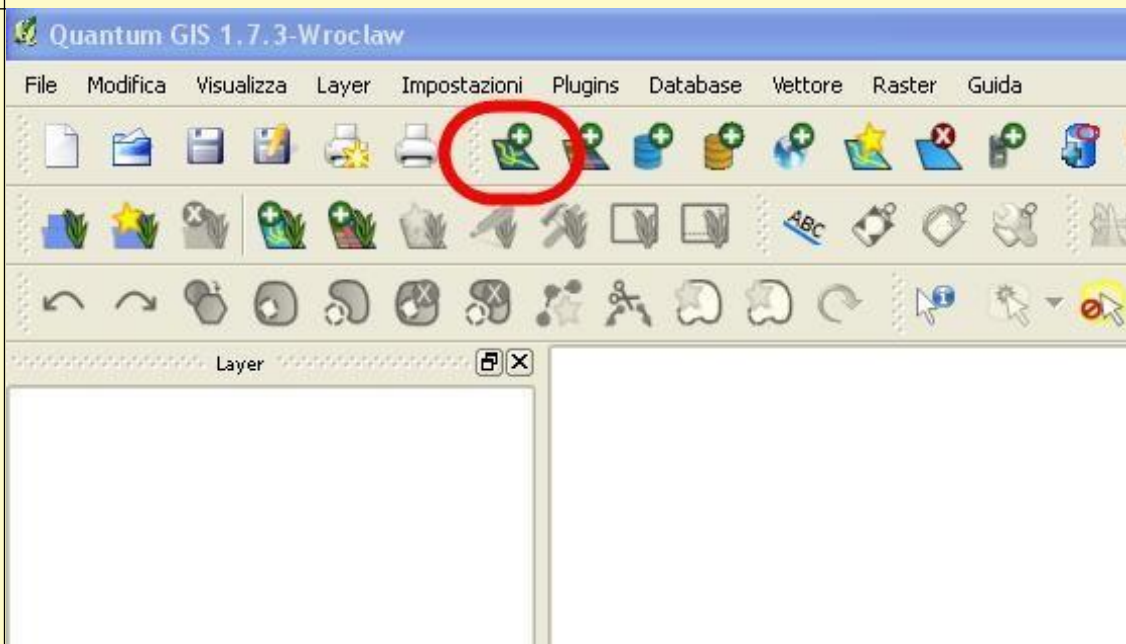 Quantum GIS 1.7.3-Wroclaw
File Modifica Visualizza Layer Impostazioni Plugins Database Vettore Raster Guida
ABC
Layer